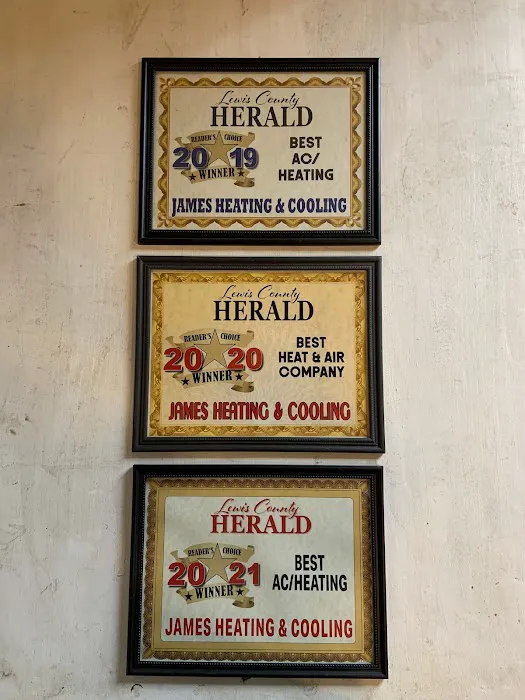 Lewis County
HERALD
READER'S CHOICE
2019
WINNER
BEST
AC/
HEATING
JAMES HEATING & COOLING
Lewis County
HERALD
READER'S CHOICE
2020
WINNER
BEST
HEAT & AIR
COMPANY
JAMES HEATING & COOLING
Lewis County
HERALD
READER'S CHOICE
2021
WINNER
BEST
AC/HEATING
JAMES HEATING & COOLING